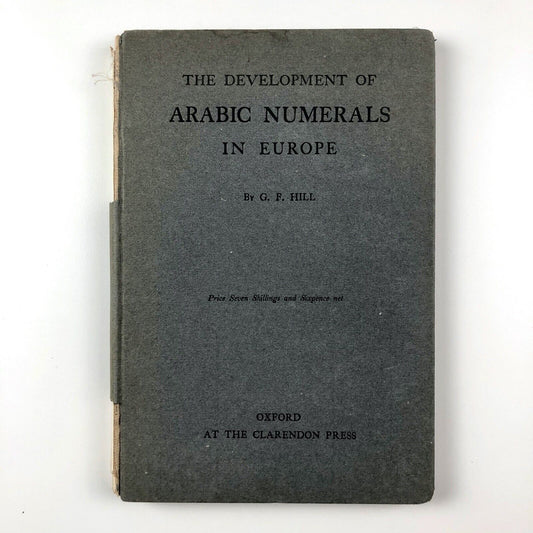 THE DEVELOPMENT OF
ARABIC NUMERALS
IN EUROPE
By G. F. HILL
Price Seven Shillings and Sixpence net
OXFORD
AT THE CLARENDON PRESS